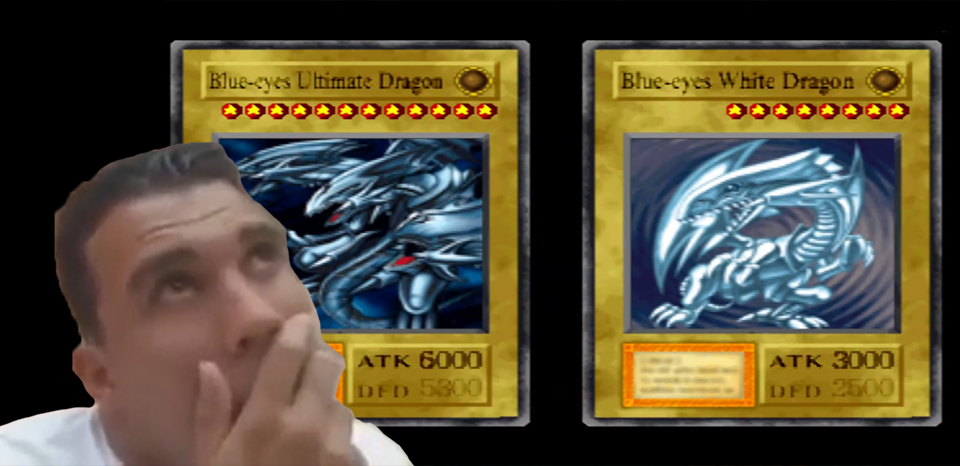 Blue-eyes Ultimate Dragon
ATK 6000
DFD 5300
Blue-eyes White Dragon
ATK 3000
DFD 2500